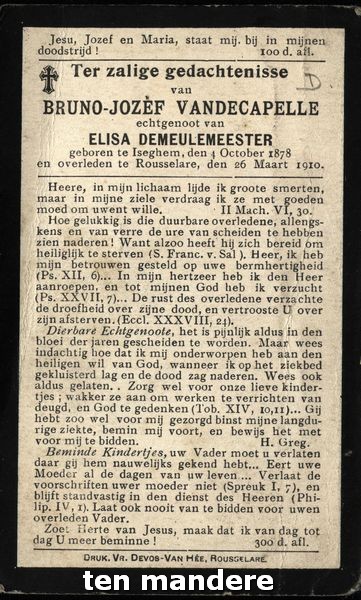 Jesu, Jozef en Maria, staat mij bij in mijnen
doodstrijd ! 100 d. afl.
Ter zalige gedachtenisse
van
BRUNO-JOZEF VANDECAPELLE
echtgenoot van
ELISA DEMEULEMEESTER
geboren te Iseghem, den 4 October 1878
en overleden te Rousselare, den 26 Maart 1910.
Heere, in mijn lichaam lijde ik groote smerten,
maar in mijne ziele verdraag ik ze met goeden
moed om uwent wille. II Mach. VI, 30.
Hoe gelukkig is die duurbare overledene, allengs-
kens en van verre de ure van scheiden te hebben
zien naderen ! Want alzoo heeft hij zich bereid om
heiliglijk te sterven (S. Franc. v. Sal ). Heer, ik heb
mijn betrouwen gesteld op uwe bermhertigheid
(Ps. XII, 6)... In mijn hertzeer heb ik den Heer
aanroepen, en tot mijnen God heb ik verzucht
(Ps. XXVII, 7)... De rust des overledene verzachte
de droefheid over zijne dood, en vertrooste U over
zijn afsterven. (Eccl. XXXVIII, 24).
Dierbare Echtgenoote, het is pijnlijk aldus in den
bloei der jaren gescheiden te worden. Maar wees
indachtig hoe dat ik mij onderworpen heb aan den
heiligen wil van God, wanneer ik op het ziekbed
gekluisterd lag en de dood zag naderen. Wees ook
aldus gelaten. . Zorg wel voor onze lieve kinder-
tjes ; wakker ze aan om werken te verrichten van
deugd, en God te gedenken (Tob. XIV, 10,11)... Gij
hebt zoo wel voor mij gezorgd binst mijne langdu-
rige ziekte, bemin mij voort, en bewijs het met
voor mij te bidden. H. Greg.
Beminde Kindertjes, uw Vader moet u verlaten
daar gij hem nauwelijks gekend hebt... Eert uwe
Moeder al de dagen van uw leven. Verlaat de
voorschriften uwer moeder niet (Spreuk I, 7), en
blijft standvastig in den dienst des Heeren (Phi-
lip. IV, 1). Laat ook nooit van te bidden voor uwen
overleden Vader.
Zoet Herte van Jesus, maak dat ik van dag tot
dag U meer beminne ! 300 d. afl.
DRUK. VR. DEVOS-VAN HÉE, ROUSSELARE.
ten mandere